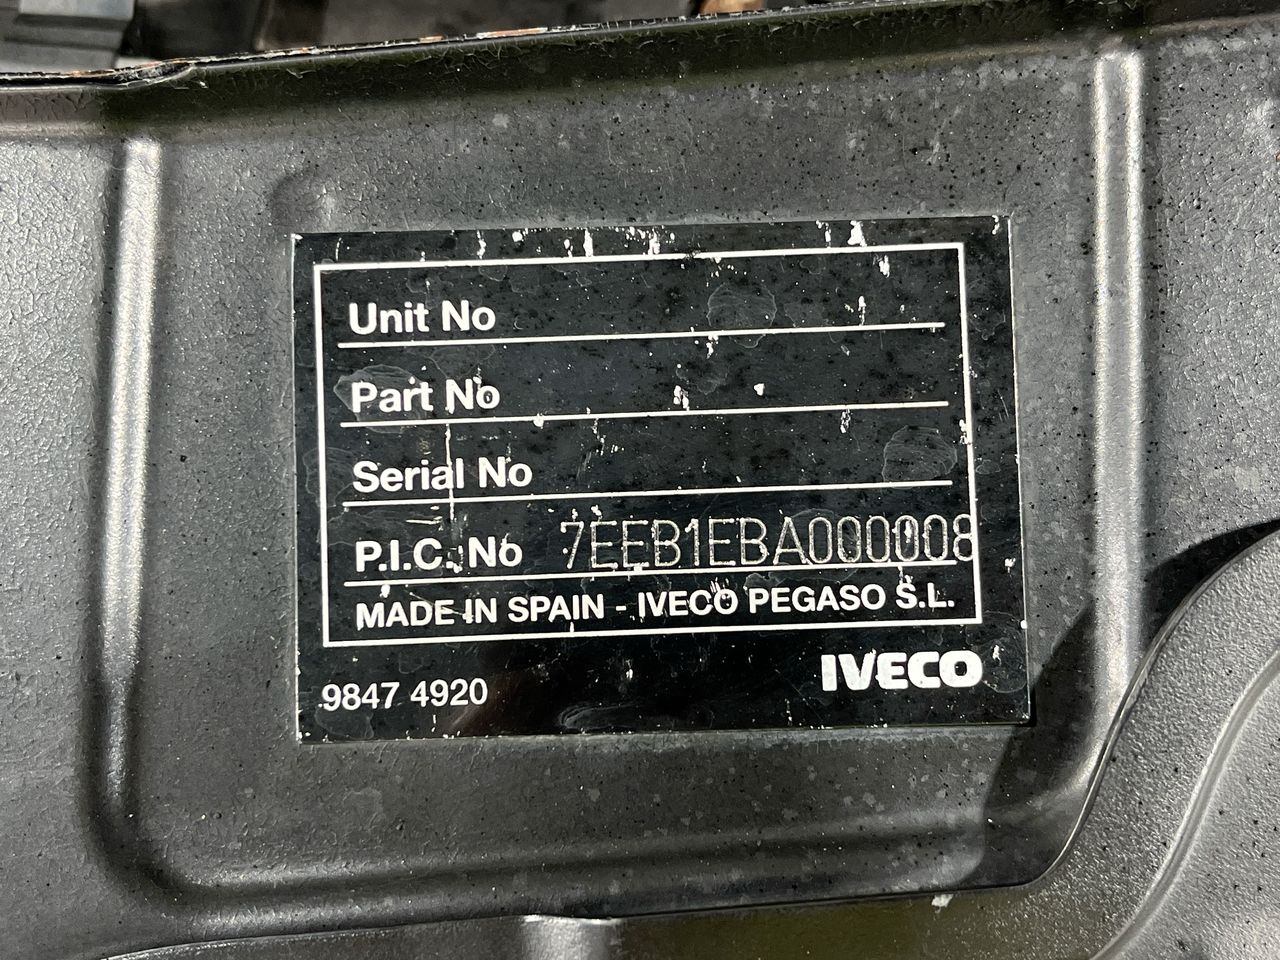 Unit No
Part No
Serial No
P.I.C. No 7EEB1EBA000008
MADE IN SPAIN - IVECO PEGASO S.L.
IVECO
9847 4920